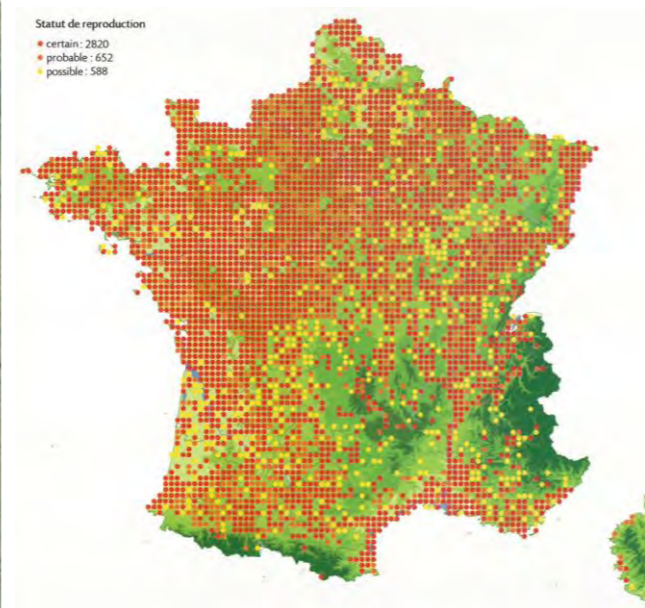 Statut de reproduction
certain : 2820
probable : 652
possible : 588